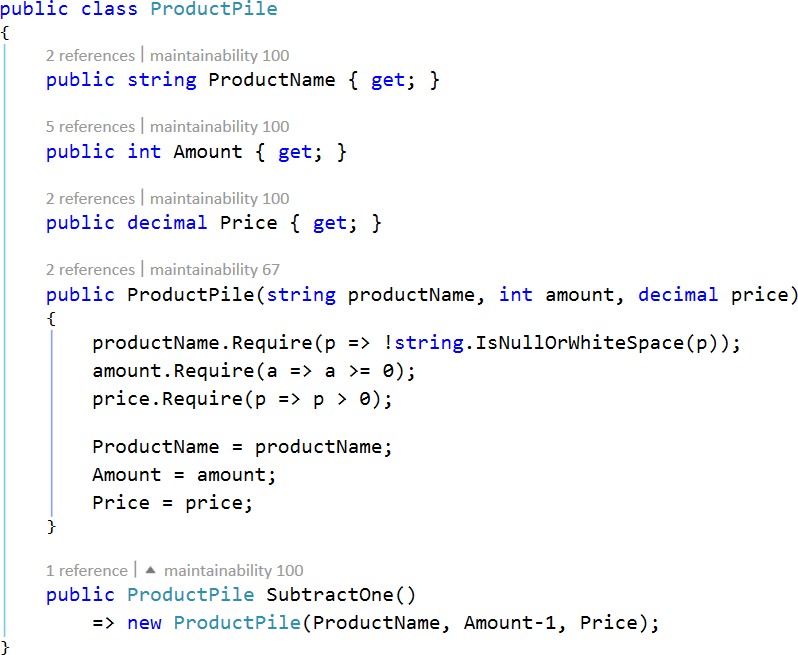 public class ProductPile
{
2 references | maintainability 100
public string ProductName { get; }
5 references | maintainability 100
public int Amount { get; }
2 references | maintainability 100
public decimal Price { get; }
2 references | maintainability 67
public ProductPile(string productName, int amount, decimal price)
{
productName.Require(p => !string.IsNullOrWhiteSpace(p));
amount.Require(a => a >= 0);
price.Require(p => p > 0);
ProductName = productName;
Amount = amount;
Price = price;
}
1 reference | ▲ maintainability 100
public ProductPile SubtractOne()
=> new ProductPile(ProductName, Amount-1, Price);
}